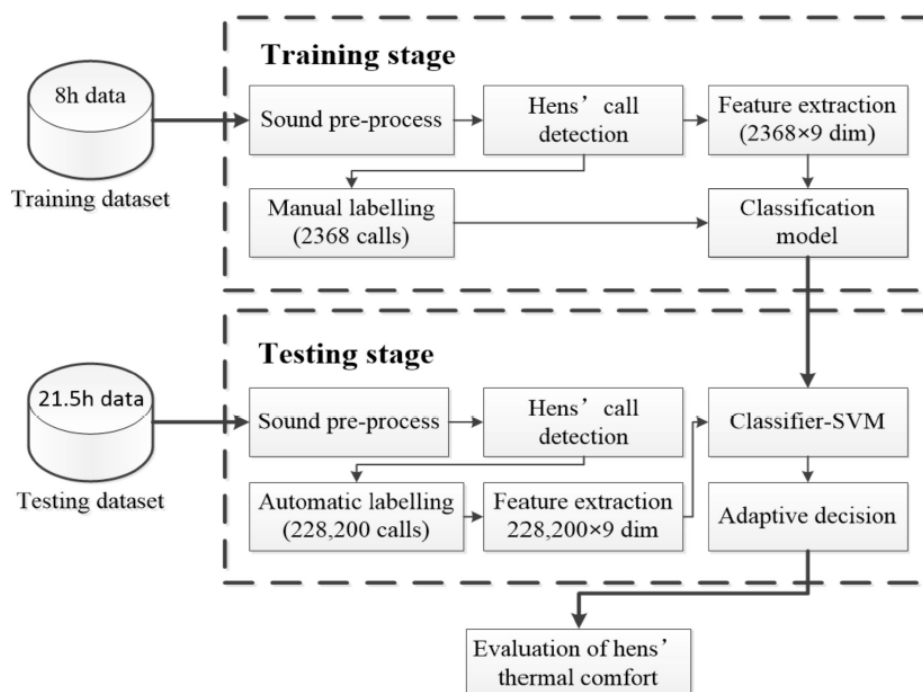 Training stage
8h data
Training dataset
Sound pre-process
Hens’ call
detection
Feature extraction
(2368×9 dim)
Manual labelling
(2368 calls)
Classification
model
Testing stage
21.5h data
Testing dataset
Sound pre-process
Hens’ call
detection
Classifier-SVM
Automatic labelling
(228,200 calls)
Feature extraction
228,200×9 dim
Adaptive decision
Evaluation of hens’
thermal comfort